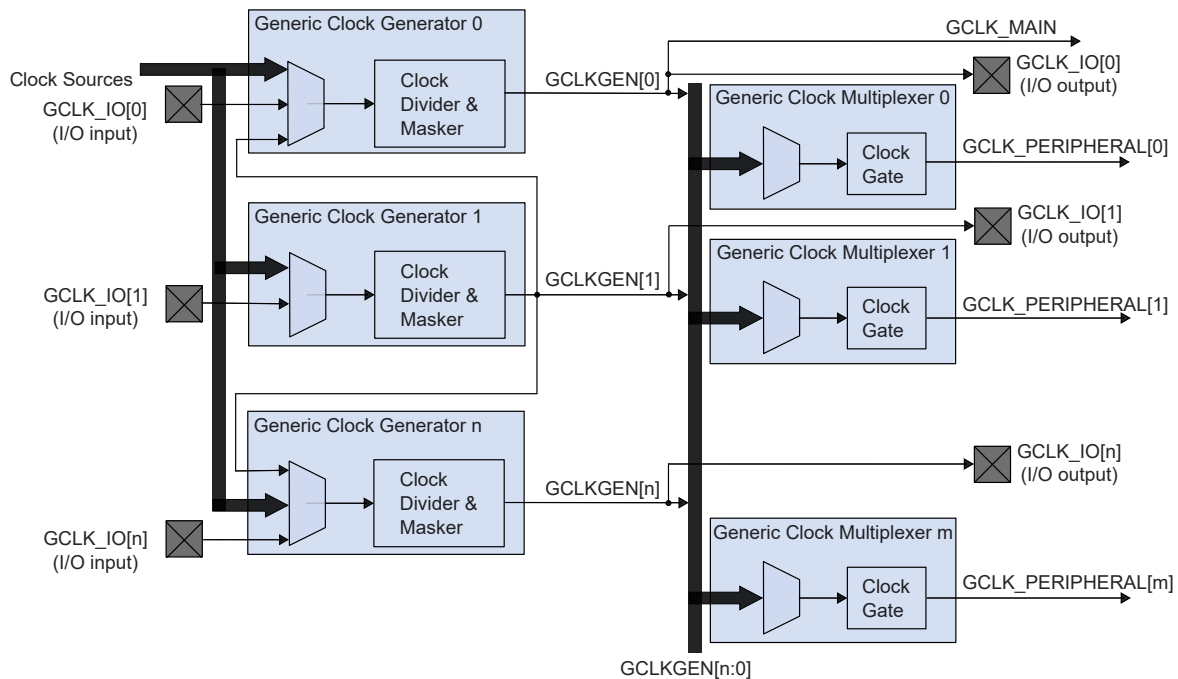 Generic Clock Generator 0
Clock Sources
GCLK_IO[0]
(I/O input)
Clock
Divider &
Masker
GCLKGEN[0]
GCLK_MAIN
GCLK_IO[0]
(I/O output)
Generic Clock Multiplexer 0
Clock
Gate
GCLK_PERIPHERAL[0]
Generic Clock Generator 1
GCLK_IO[1]
(I/O input)
Clock
Divider &
Masker
GCLKGEN[1]
GCLK_IO[1]
(I/O output)
Generic Clock Multiplexer 1
Clock
Gate
GCLK_PERIPHERAL[1]
Generic Clock Generator n
GCLK_IO[n]
(I/O input)
Clock
Divider &
Masker
GCLKGEN[n]
GCLK_IO[n]
(I/O output)
Generic Clock Multiplexer m
Clock
Gate
GCLK_PERIPHERAL[m]
GCLKGEN[n:0]